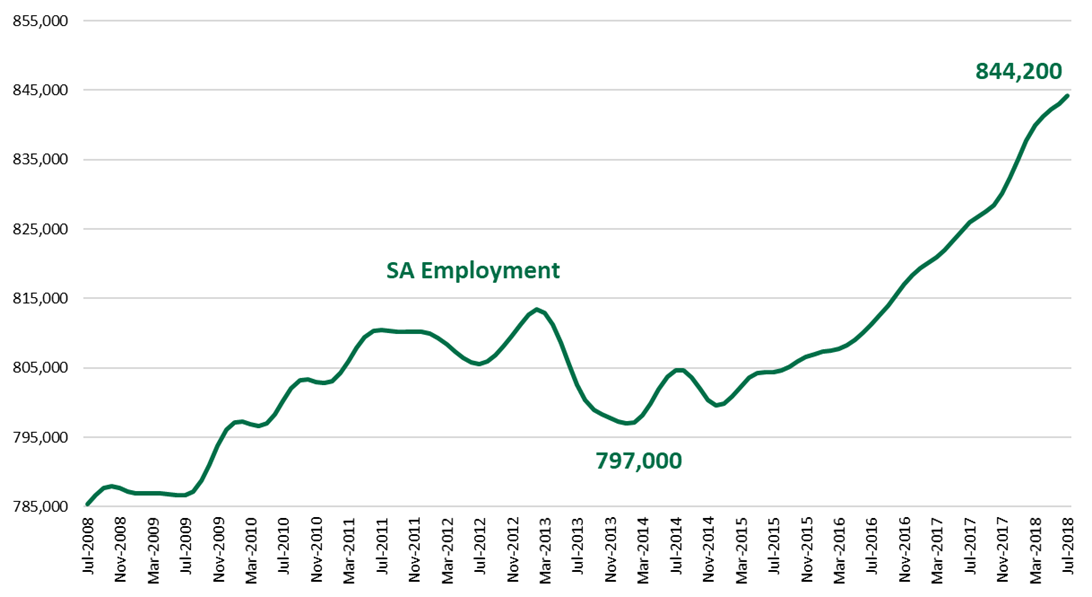 855,000
844,200
845,000
835,000
825,000
SA Employment
815,000
805,000
795,000
797,000
785,000
Jul-2008
Nov-2008
Mar-2009
Jul-2009
Nov-2009
Mar-2010
Jul-2010
Nov-2010
Mar-2011
Jul-2011
Nov-2011
Mar-2012
Jul-2012
Nov-2012
Mar-2013
Jul-2013
Nov-2013
Mar-2014
Jul-2014
Nov-2014
Mar-2015
Jul-2015
Nov-2015
Mar-2016
Jul-2016
Nov-2016
Mar-2017
Jul-2017
Nov-2017
Mar-2018
Jul-2018